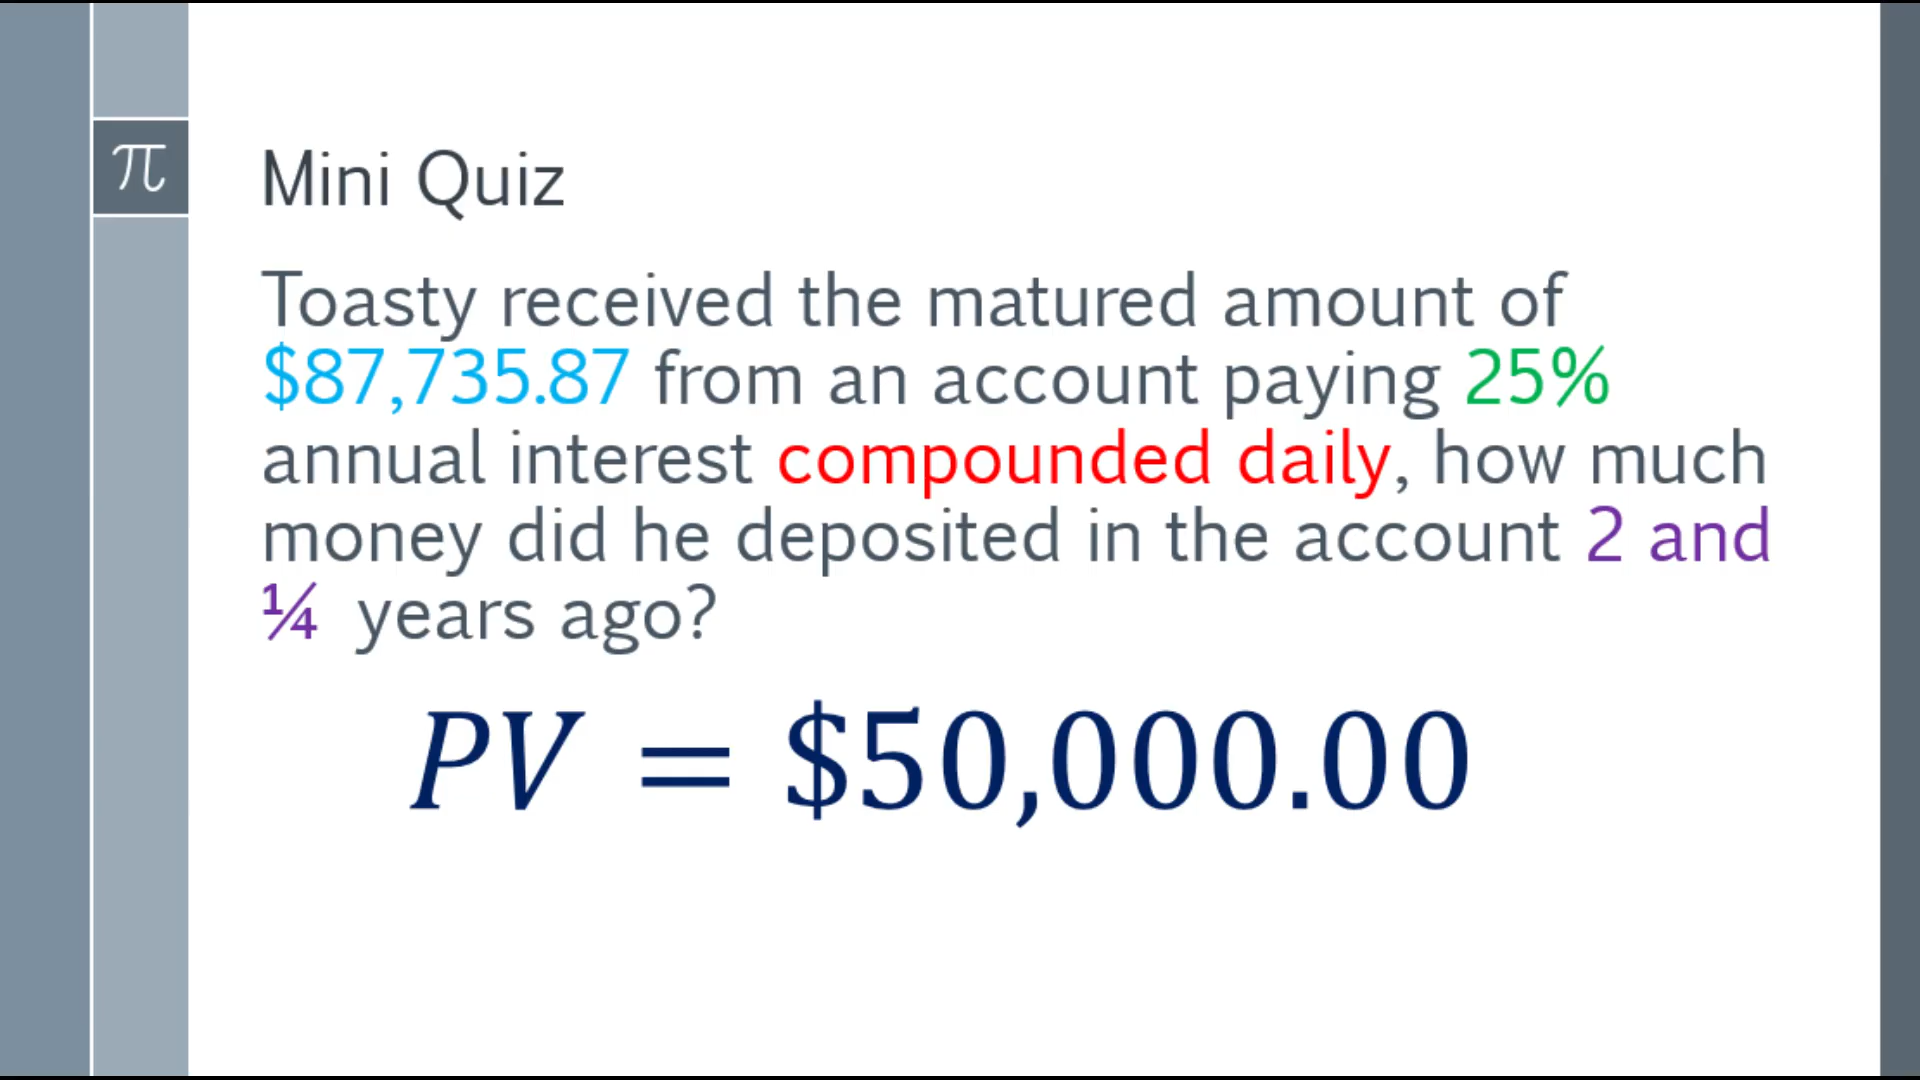 π
Mini Quiz
Toasty received the matured amount of
$87,735.87 from an account paying 25%
annual interest compounded daily, how much
money did he deposited in the account 2 and
¼ years ago?
PV = $50,000.00